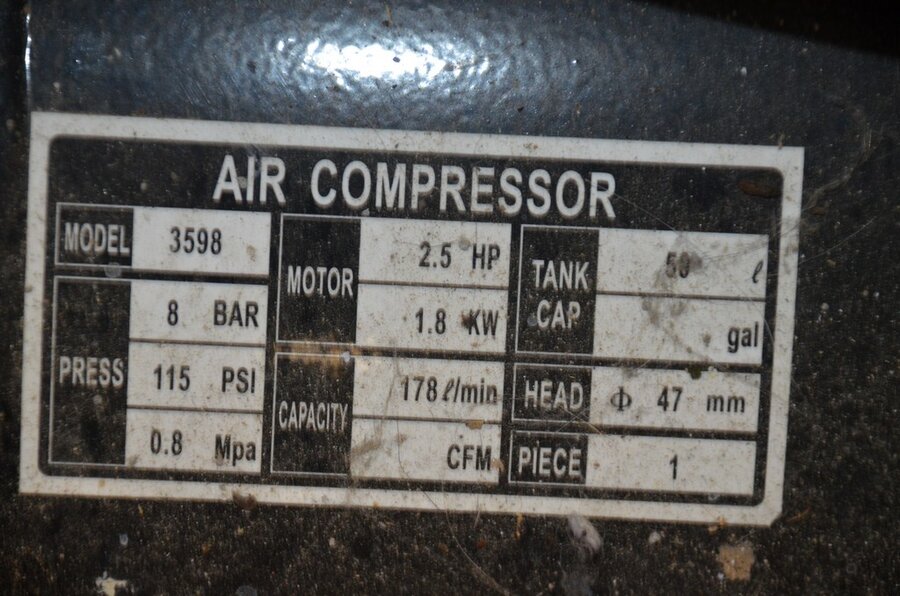 AIR COMPRESSOR
MODEL 3598
PRESS 8 BAR
115 PSI
0.8 Mpa
MOTOR 2.5 HP
1.8 KW
CAPACITY 178 ℓ/min
CFM
TANK CAP 50 ℓ
gal
HEAD Φ 47 mm
PIECE 1